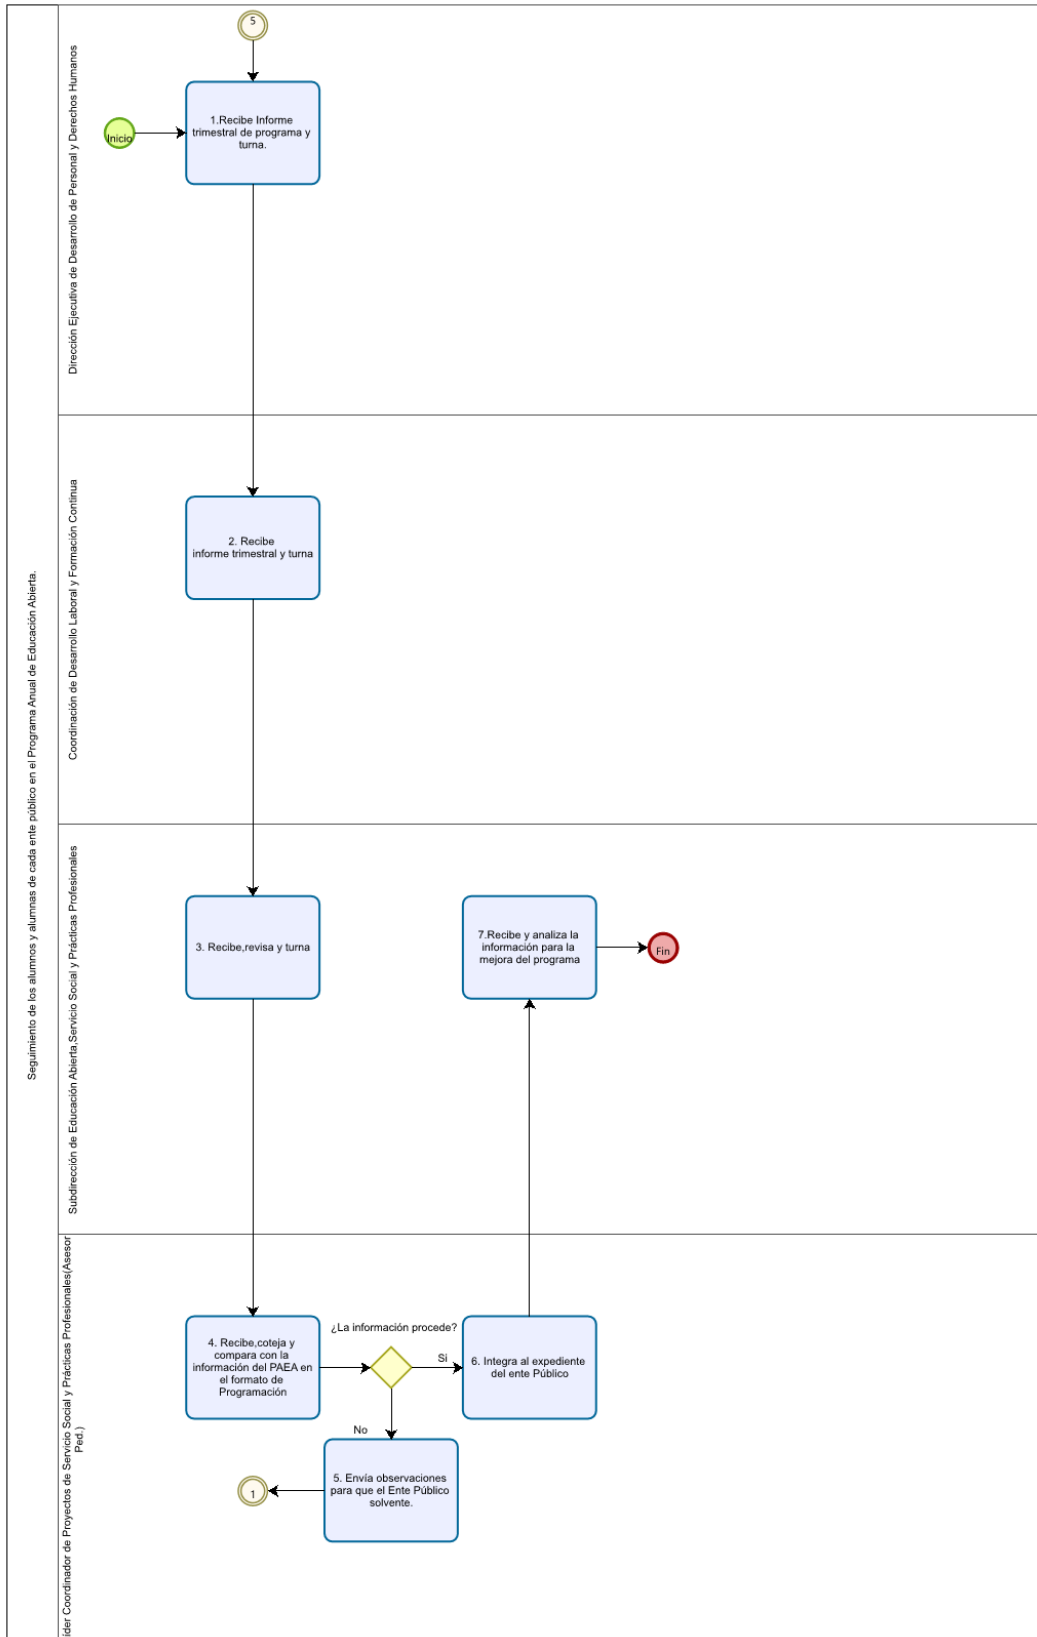 Seguimiento de los alumnos y alumnas de cada ente público en el Programa Anual de Educación Abierta.
Dirección Ejecutiva de Desarrollo de Personal y Derechos Humanos
5
Inicio
1.Recibe Informe
trimestral de programa y
turna.
Coordinación de Desarrollo Laboral y Formación Continua
2. Recibe
informe trimestral y turna
Subdirección de Educación Abierta,Servicio Social y Prácticas Profesionales
3. Recibe,revisa y turna
7.Recibe y analiza la
información para la
mejora del programa
Fin
íder Coordinador de Proyectos de Servicio Social y Prácticas Profesionales(Asesor
Ped.)
4. Recibe,coteja y
compara con la
información del PAEA en
el formato de
Programación
¿La información procede?
Sí
6. Integra al expediente
del ente Público
No
5. Envía observaciones
para que el Ente Público
solvente.
1